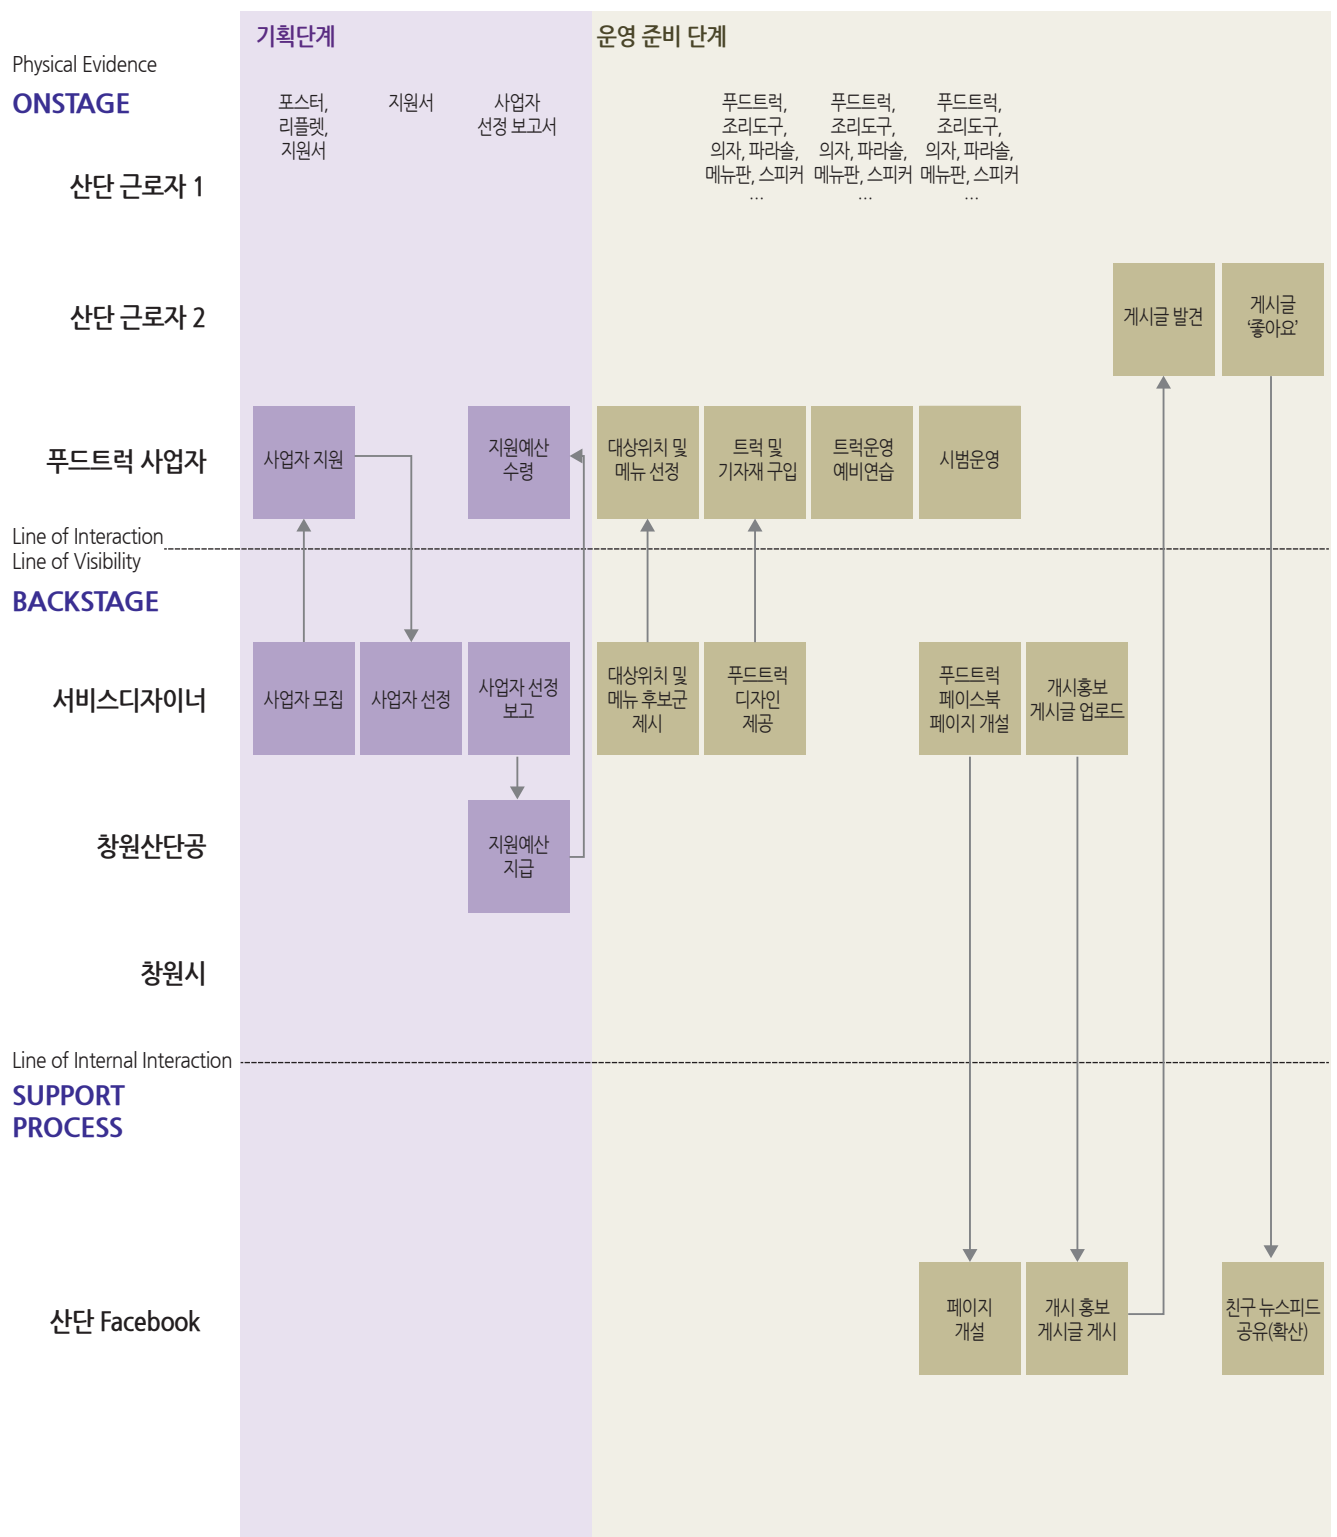 기획단계
운영 준비 단계
Physical Evidence
ONSTAGE
포스터,
리플렛,
지원서
지원서
사업자
선정 보고서
푸드트럭,
조리도구,
의자, 파라솔,
메뉴판, 스피커
...
푸드트럭,
조리도구,
의자, 파라솔,
메뉴판, 스피커
...
푸드트럭,
조리도구,
의자, 파라솔,
메뉴판, 스피커
...
산단 근로자 1
산단 근로자 2
게시글 발견
게시글
‘좋아요’
푸드트럭 사업자
사업자 지원
지원예산
수령
대상위치 및
메뉴 선정
트럭 및
기자재 구입
트럭운영
예비연습
시범운영
Line of Interaction
Line of Visibility
BACKSTAGE
서비스디자이너
사업자 모집
사업자 선정
사업자 선정
보고
대상위치 및
메뉴 후보군
제시
푸드트럭
디자인
제공
푸드트럭
페이스북
페이지 개설
개시홍보
게시글 업로드
창원산단공
지원예산
지급
창원시
Line of Internal Interaction
SUPPORT
PROCESS
산단 Facebook
페이지
개설
개시 홍보
게시글 게시
친구 뉴스피드
공유(확산)